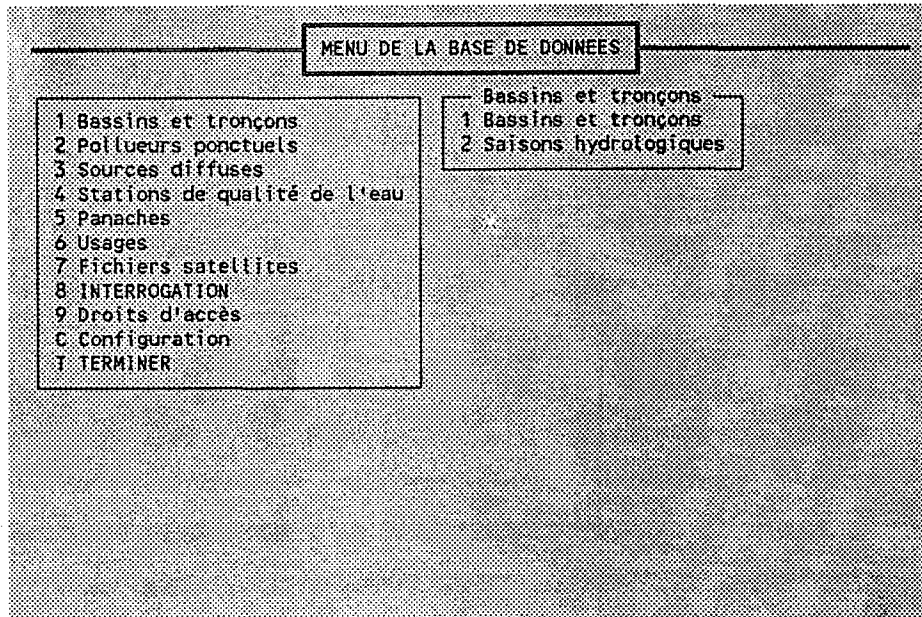 MENU DE LA BASE DE DONNEES
1 Bassins et tronçons
2 Pollueurs ponctuels
3 Sources diffuses
4 Stations de qualité de l'eau
5 Panaches
6 Usages
7 Fichiers satellites
8 INTERROGATION
9 Droits d'accès
C Configuration
T TERMINER
Bassins et tronçons
1 Bassins et tronçons
2 Saisons hydrologiques